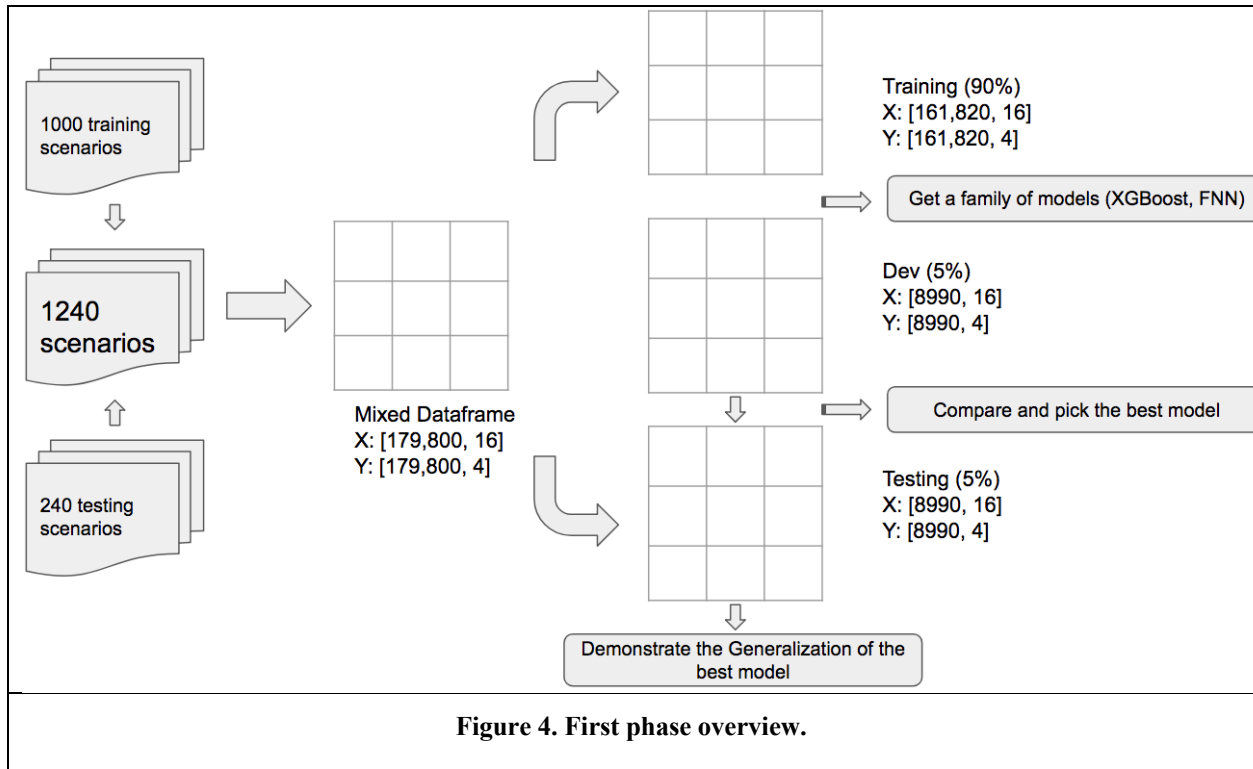 1000 training
scenarios
1240
scenarios
240 testing
scenarios
Mixed Dataframe
X: [179,800, 16]
Y: [179,800, 4]
Training (90%)
X: [161,820, 16]
Y: [161,820, 4]
Get a family of models (XGBoost, FNN)
Dev (5%)
X: [8990, 16]
Y: [8990, 4]
Compare and pick the best model
Testing (5%)
X: [8990, 16]
Y: [8990, 4]
Demonstrate the Generalization of the
best model
Figure 4. First phase overview.